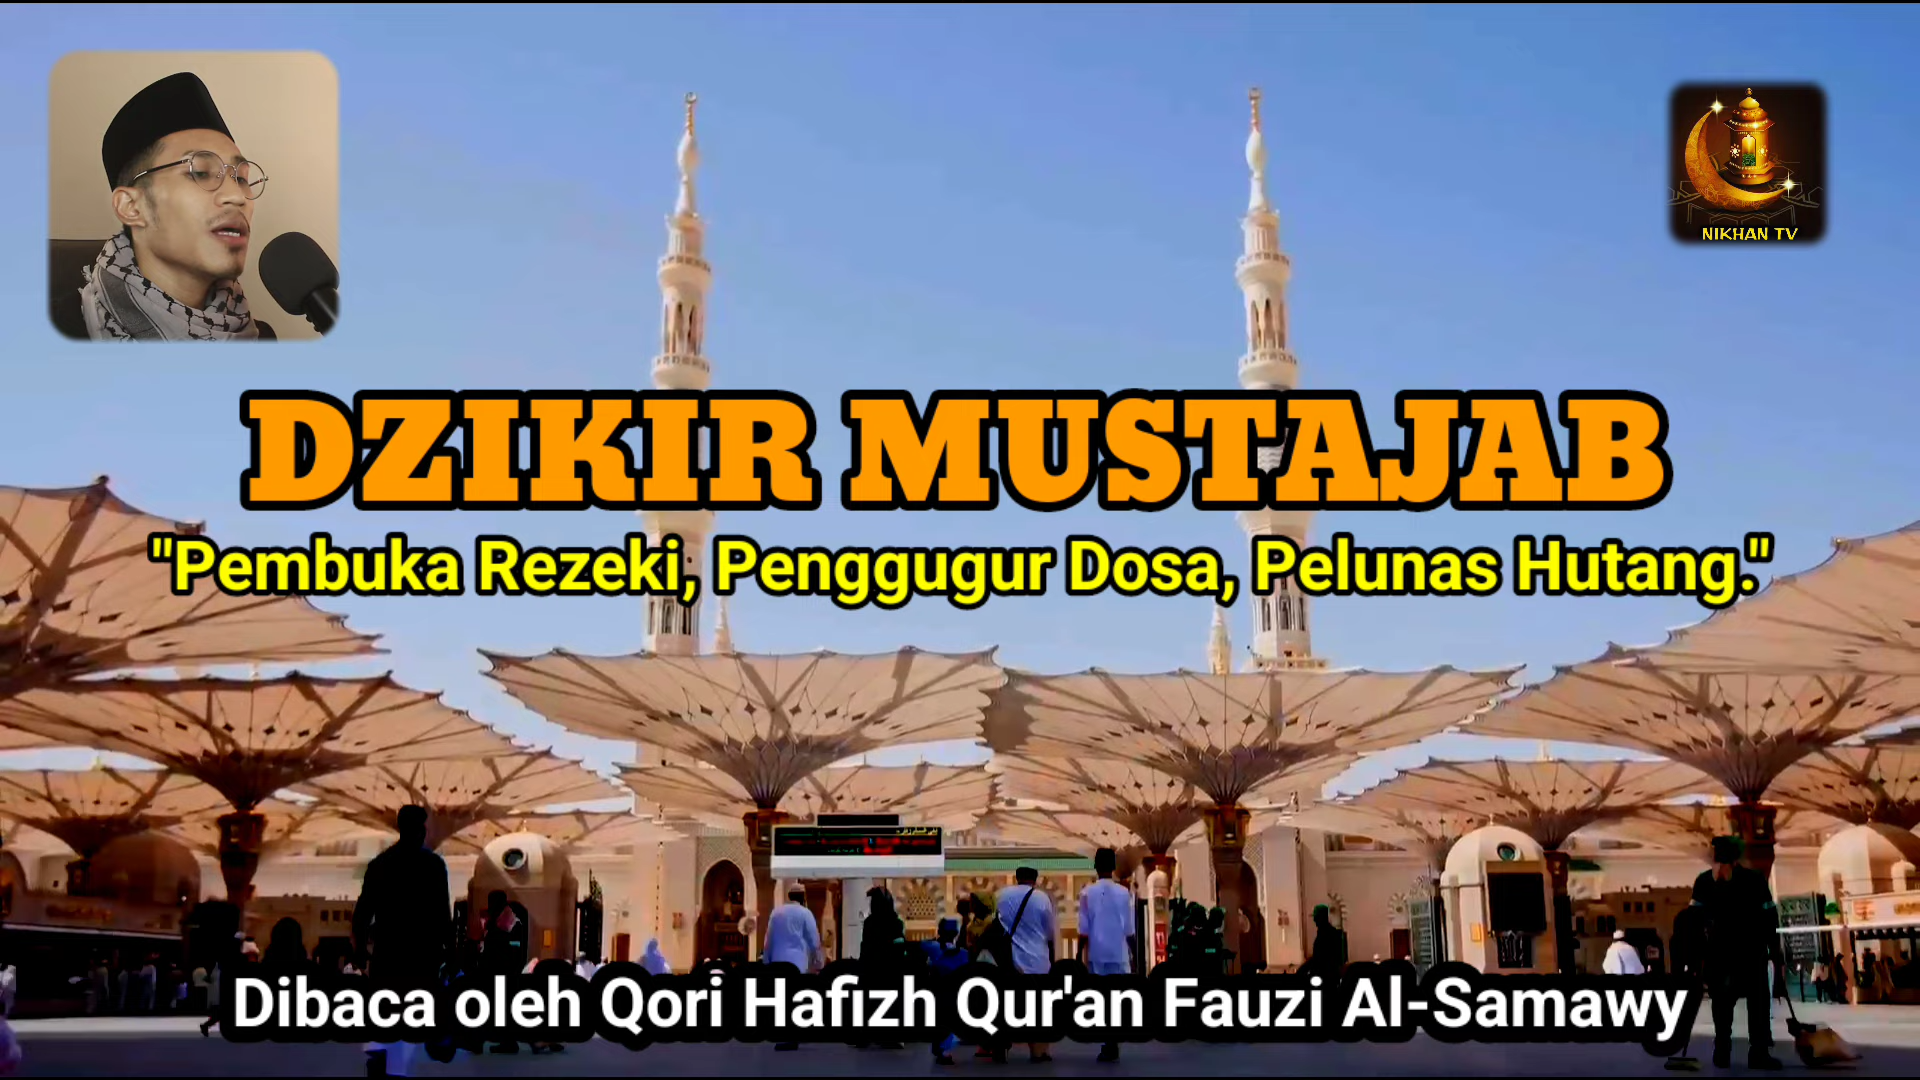 NIKHAN TV
DZIKIR MUSTAJAB
"Pembuka Rezeki, Penggugur Dosa, Pelunas Hutang."
Dibaca oleh Qori Hafizh Qur'an Fauzi Al-Samawy